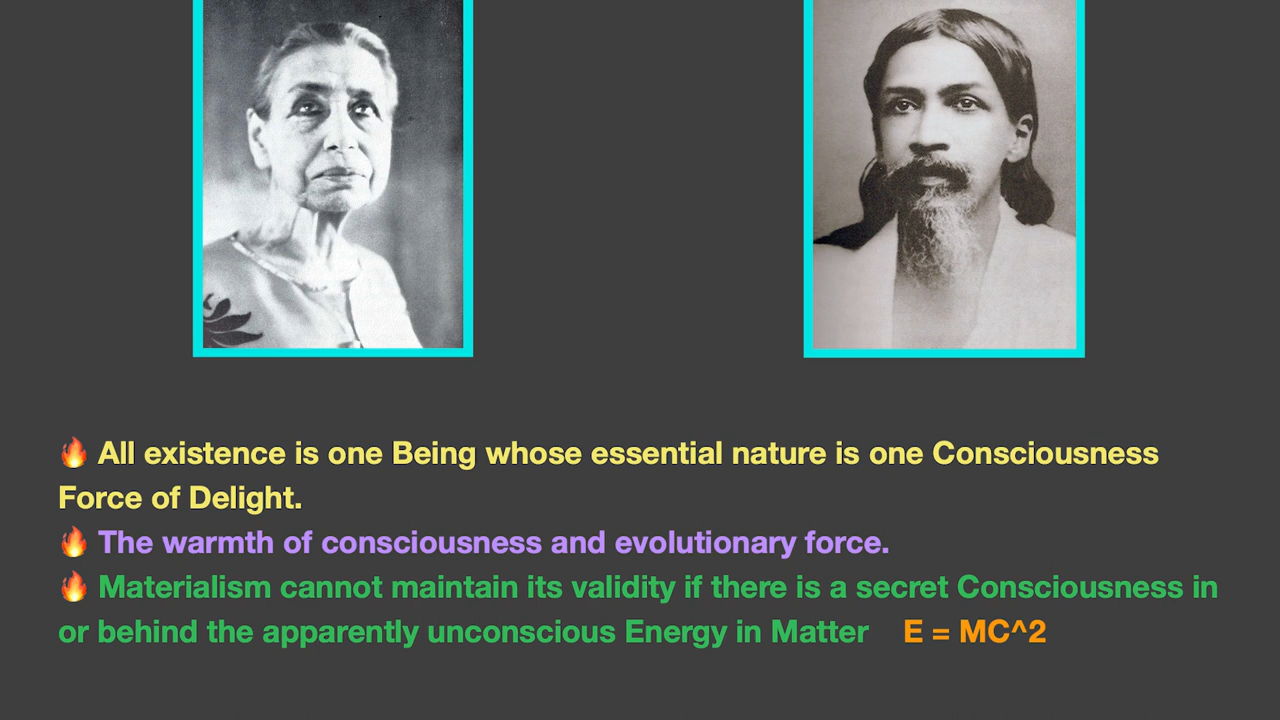 🔥 All existence is one Being whose essential nature is one Consciousness
Force of Delight.
🔥 The warmth of consciousness and evolutionary force.
🔥 Materialism cannot maintain its validity if there is a secret Consciousness in
or behind the apparently unconscious Energy in Matter E = MC^2